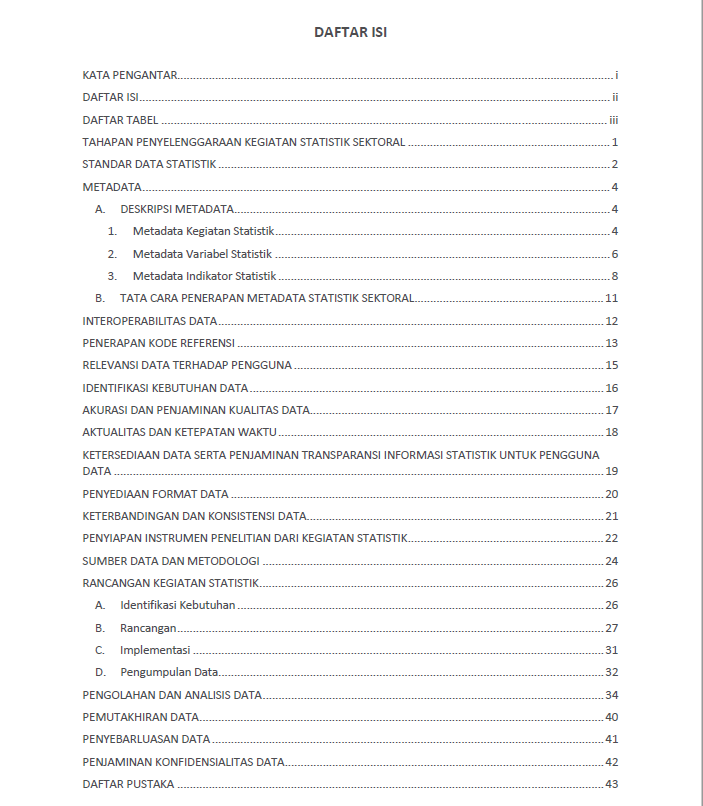 DAFTAR ISI
KATA PENGANTAR.......... i
DAFTAR ISI.......... ii
DAFTAR TABEL .......... iii
TAHAPAN PENYELENGGARAAN KEGIATAN STATISTIK SEKTORAL .......... 1
STANDAR DATA STATISTIK .......... 2
METADATA.......... 4
A. DESKRIPSI METADATA.......... 4
1. Metadata Kegiatan Statistik.......... 4
2. Metadata Variabel Statistik .......... 6
3. Metadata Indikator Statistik .......... 8
B. TATA CARA PENERAPAN METADATA STATISTIK SEKTORAL.......... 11
INTEROPERABILITAS DATA.......... 12
PENERAPAN KODE REFERENSI .......... 13
RELEVANSI DATA TERHADAP PENGGUNA .......... 15
IDENTIFIKASI KEBUTUHAN DATA .......... 16
AKURASI DAN PENJAMINAN KUALITAS DATA.......... 17
AKTUALITAS DAN KETEPATAN WAKTU .......... 18
KETERSEDIAAN DATA SERTA PENJAMINAN TRANSPARANSI INFORMASI STATISTIK UNTUK PENGGUNA
DATA .......... 19
PENYEDIAAN FORMAT DATA .......... 20
KETERBANDINGAN DAN KONSISTENSI DATA.......... 21
PENYIAPAN INSTRUMEN PENELITIAN DARI KEGIATAN STATISTIK.......... 22
SUMBER DATA DAN METODOLOGI .......... 24
RANCANGAN KEGIATAN STATISTIK.......... 26
A. Identifikasi Kebutuhan .......... 26
B. Rancangan.......... 27
C. Implementasi .......... 31
D. Pengumpulan Data.......... 32
PENGOLAHAN DAN ANALISIS DATA.......... 34
PEMUTAKHIRAN DATA.......... 40
PENYEBARLUASAN DATA .......... 41
PENJAMINAN KONFIDENSIALITAS DATA.......... 42
DAFTAR PUSTAKA .......... 43